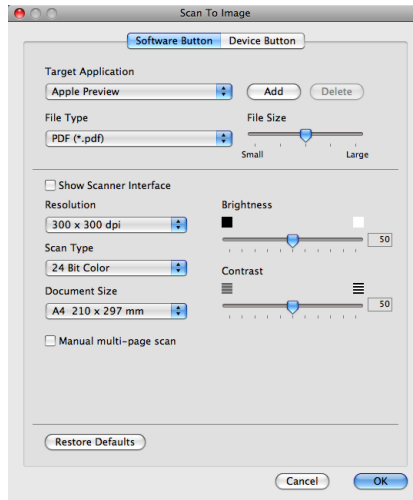 Scan To Image
Software Button Device Button
Target Application
Apple Preview Add Delete
File Type File Size
PDF (*.pdf)
Small Large
Show Scanner Interface
Resolution Brightness
300 x 300 dpi
50
Scan Type
24 Bit Color Contrast
Document Size
A4 210 x 297 mm 50
Manual multi-page scan
Restore Defaults
Cancel OK